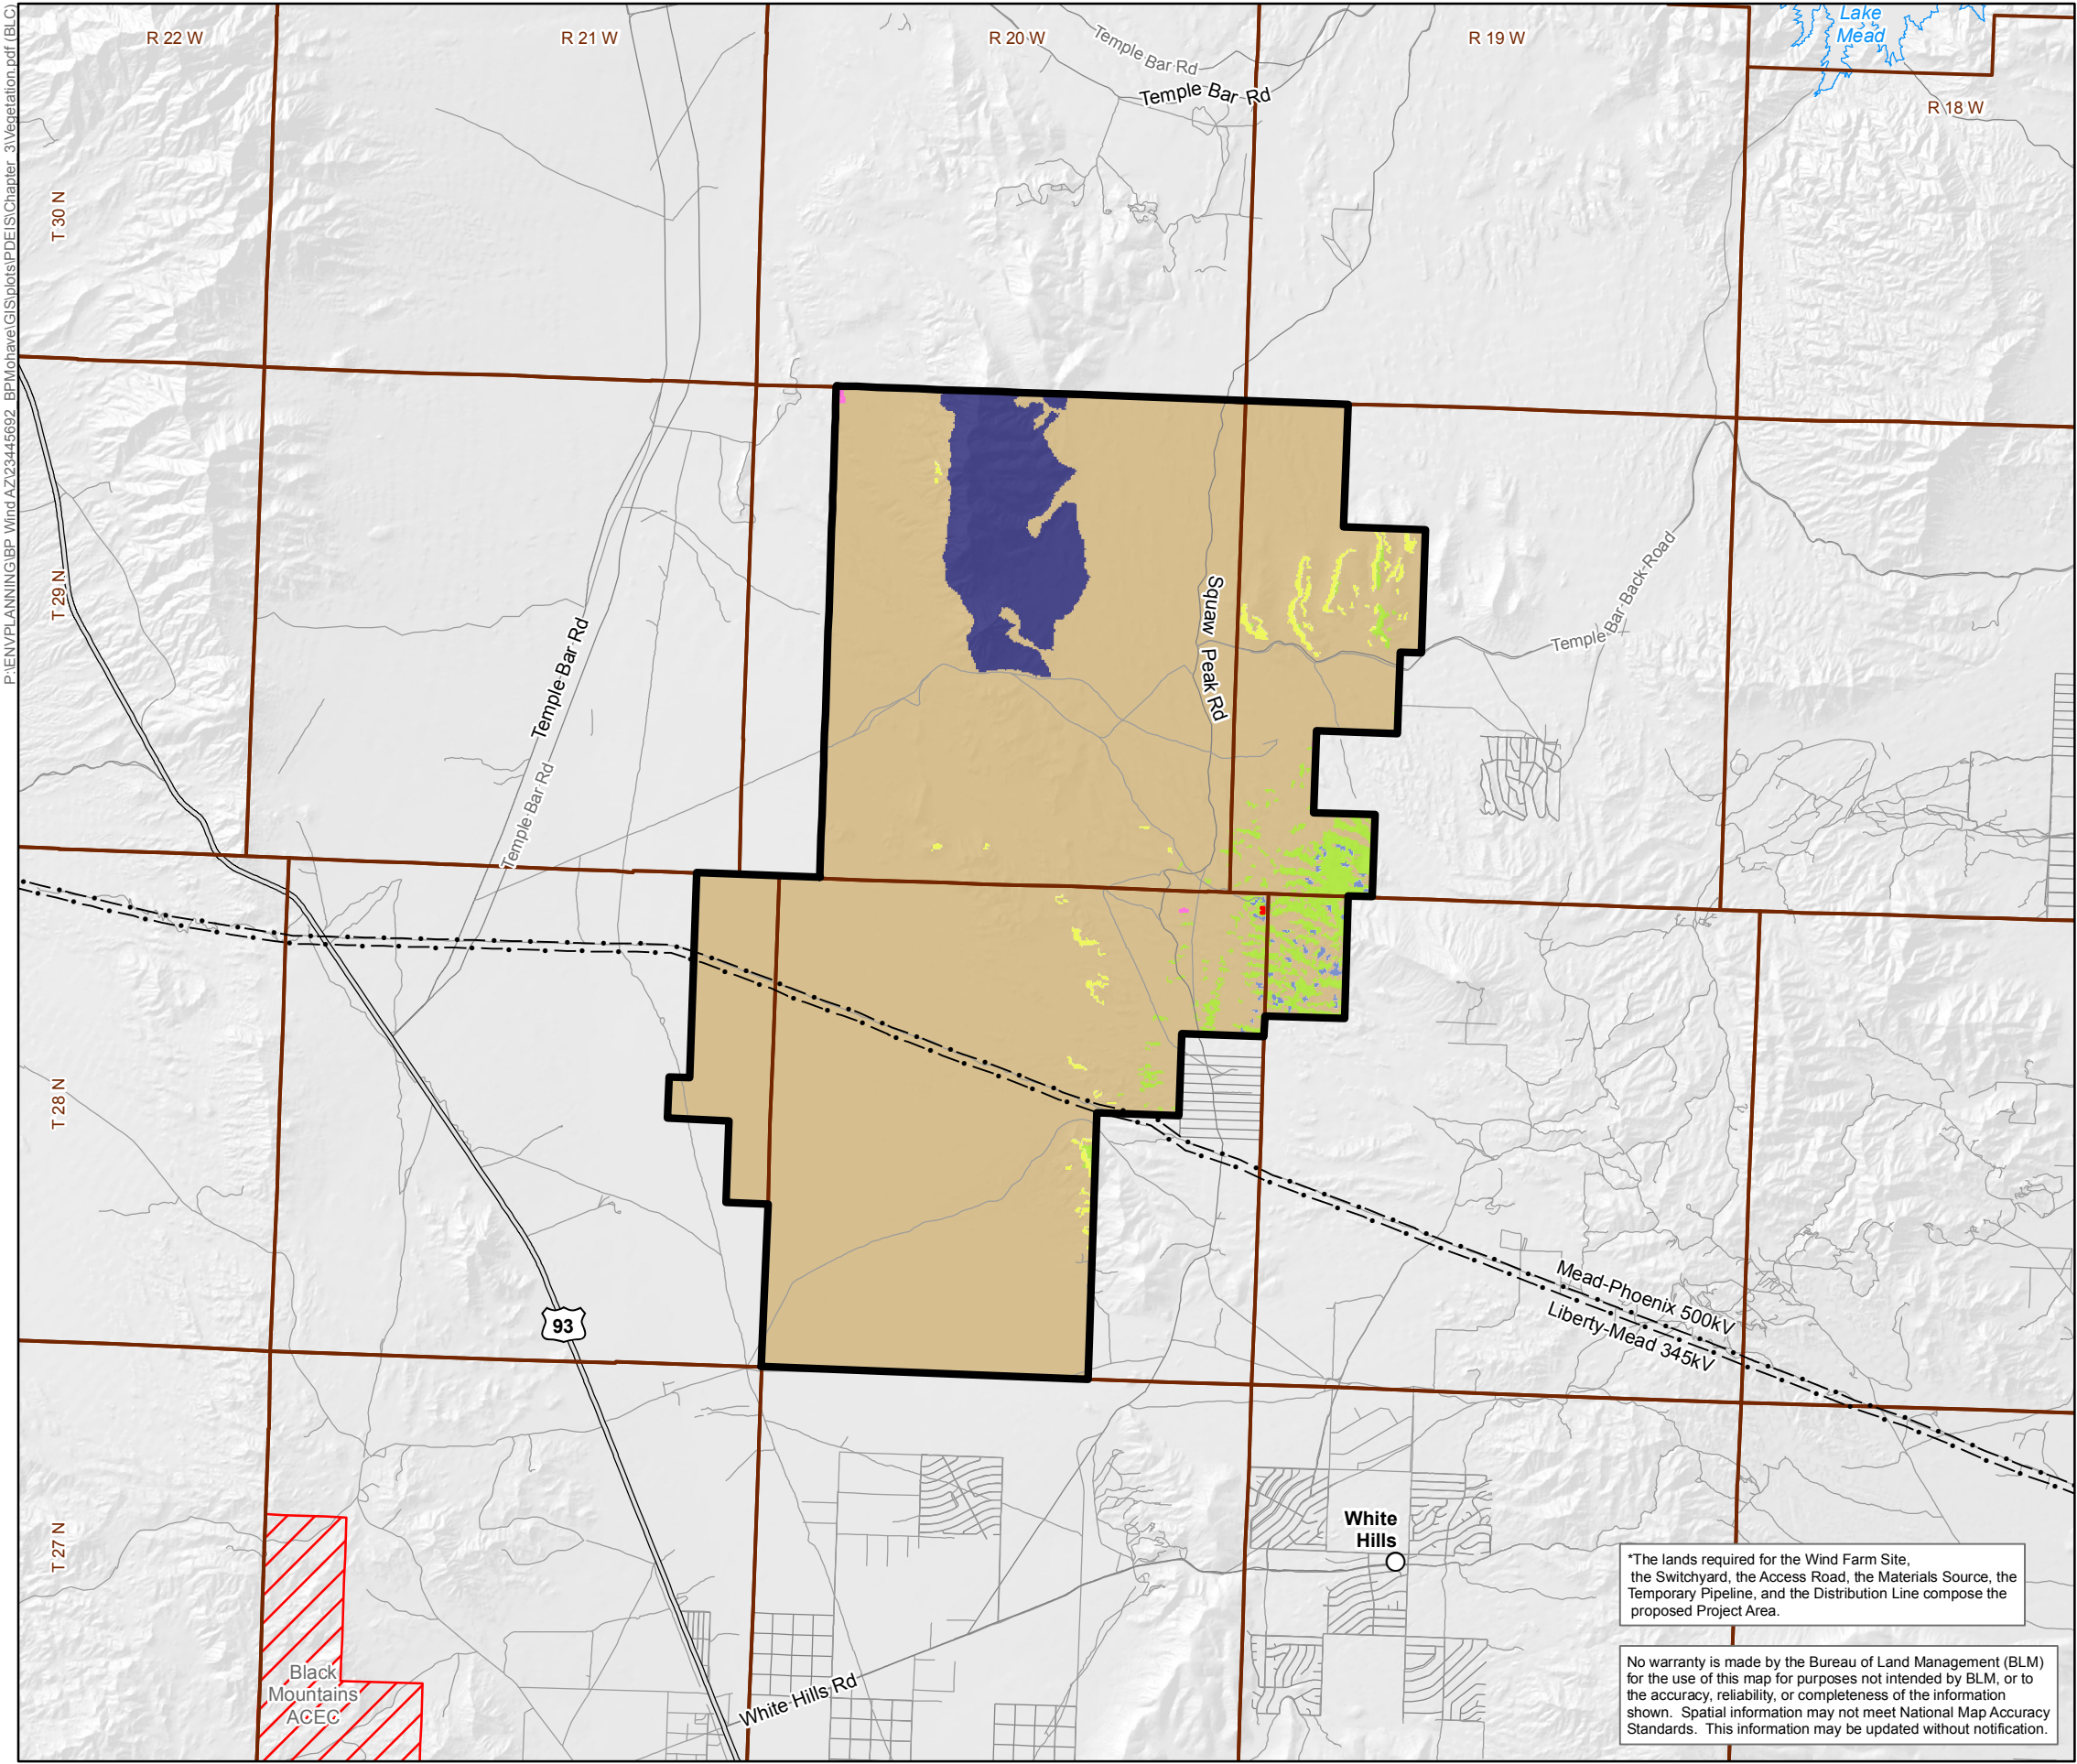 P:\ENVPLANNING\BP Wind AZ\23445692_BPMohave\GIS\plots\PDEIS\Chapter_3\Vegetation.pdf (BLC)
R 22 W
R 21 W
R 20 W
R 19 W
R 18 W
Lake
Mead
Temple Bar Rd
Temple Bar Rd
T 30 N
T 29 N
Squaw Peak Rd
Temple Bar Back Road
Temple Bar Rd
Temple Bar Rd
T 28 N
93
Mead-Phoenix 500kV
Liberty-Mead 345kV
T 27 N
White
Hills
Black
Mountains
ACEC
White Hills Rd
*The lands required for the Wind Farm Site,
the Switchyard, the Access Road, the Materials Source, the
Temporary Pipeline, and the Distribution Line compose the
proposed Project Area.
No warranty is made by the Bureau of Land Management (BLM)
for the use of this map for purposes not intended by BLM, or to
the accuracy, reliability, or completeness of the information
shown. Spatial information may not meet National Map Accuracy
Standards. This information may be updated without notification.